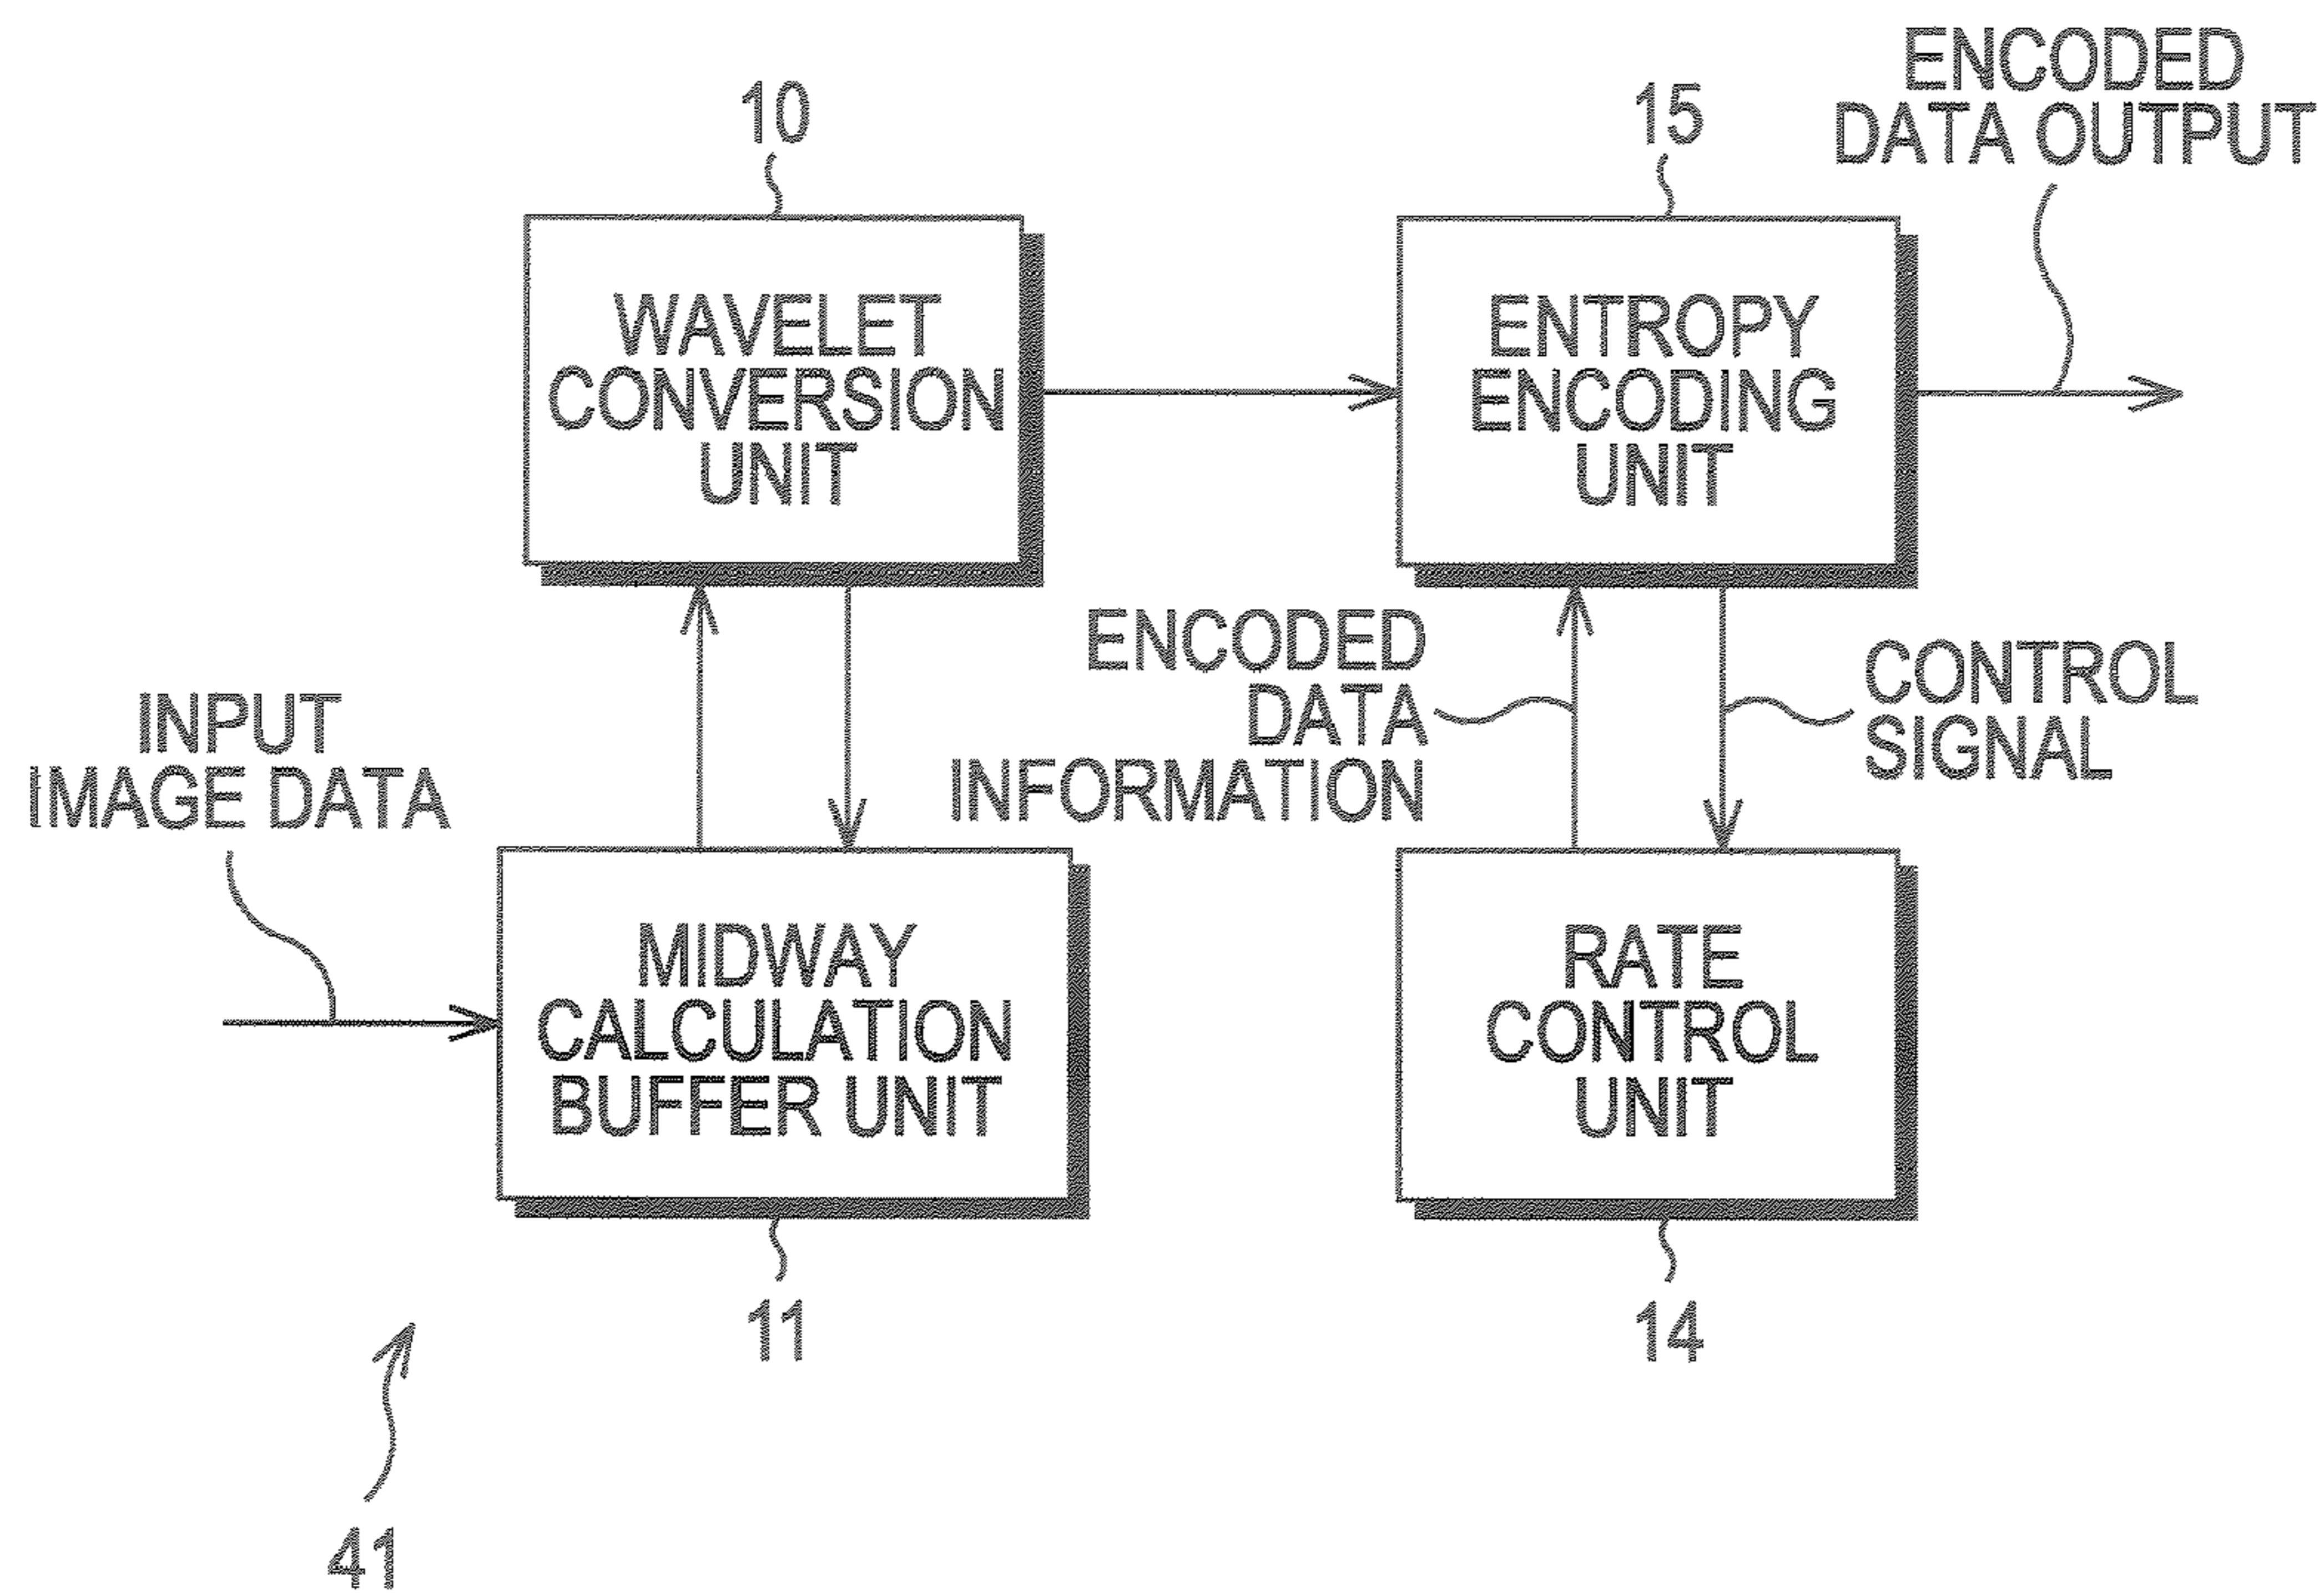 ENCODED
DATA OUTPUT
10
15
WAVELET
CONVERSION
UNIT
ENTROPY
ENCODING
UNIT
ENCODED
DATA
INFORMATION
CONTROL
SIGNAL
INPUT
IMAGE DATA
MIDWAY
CALCULATION
BUFFER UNIT
RATE
CONTROL
UNIT
11
14
41